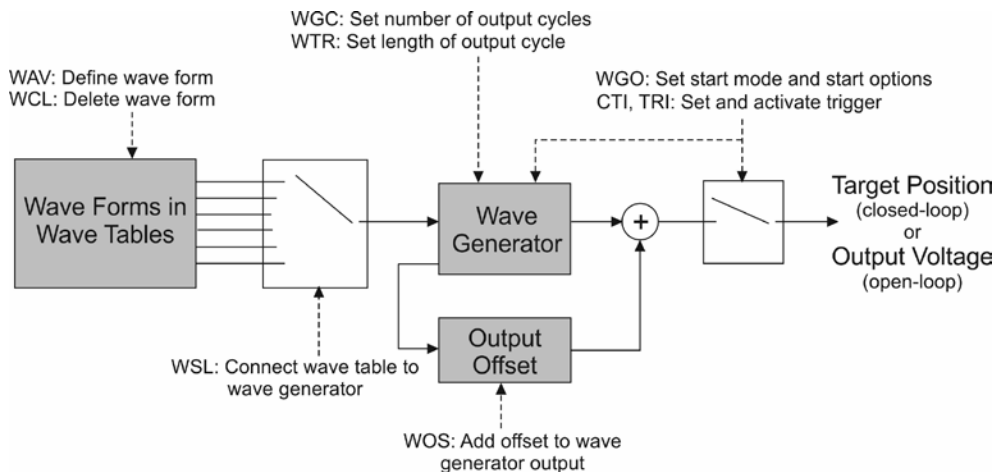 WGC: Set number of output cycles
WTR: Set length of output cycle
WAV: Define wave form
WCL: Delete wave form
WGO: Set start mode and start options
CTI, TRI: Set and activate trigger
Wave Forms in
Wave Tables
Wave
Generator
+
Target Position
(closed-loop)
or
Output Voltage
(open-loop)
Output
Offset
WSL: Connect wave table to
wave generator
WOS: Add offset to wave
generator output